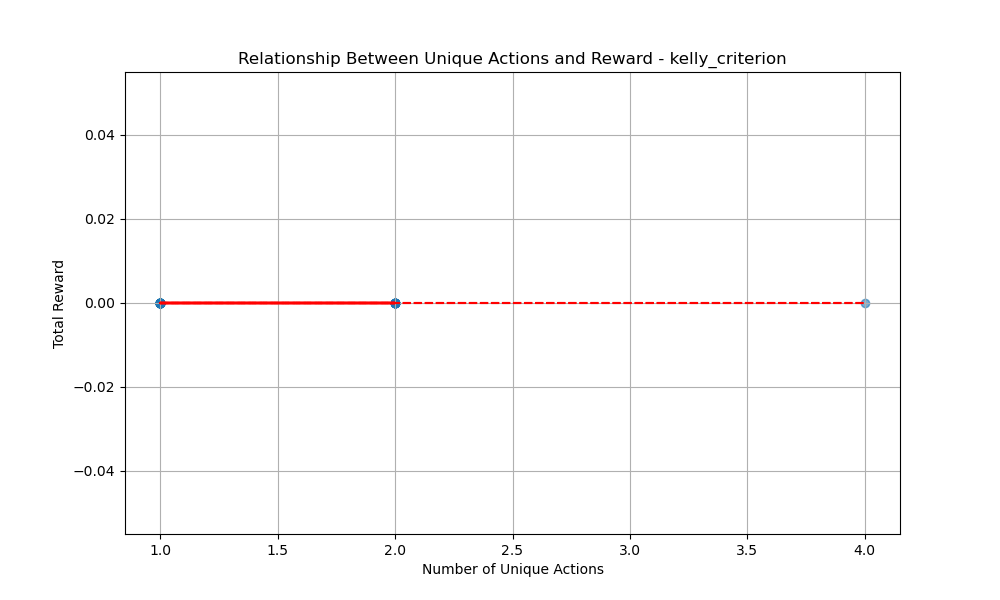 Relationship Between Unique Actions and Reward - kelly_criterion
0.04
0.02
0.00
−0.02
−0.04
Total Reward
1.0 1.5 2.0 2.5 3.0 3.5 4.0
Number of Unique Actions